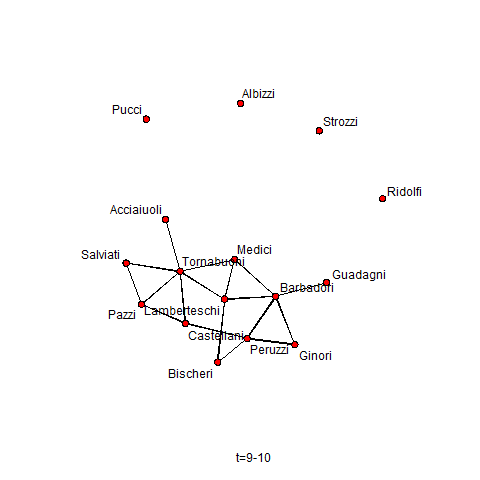 Albizzi
Pucci
Strozzi
Ridolfi
Acciaiuoli
Medici
Salviati
Tornabuoni
Guadagni
Barbadori
Lamberteschi
Pazzi
Castellani
Peruzzi
Ginori
Bischeri
t=9-10